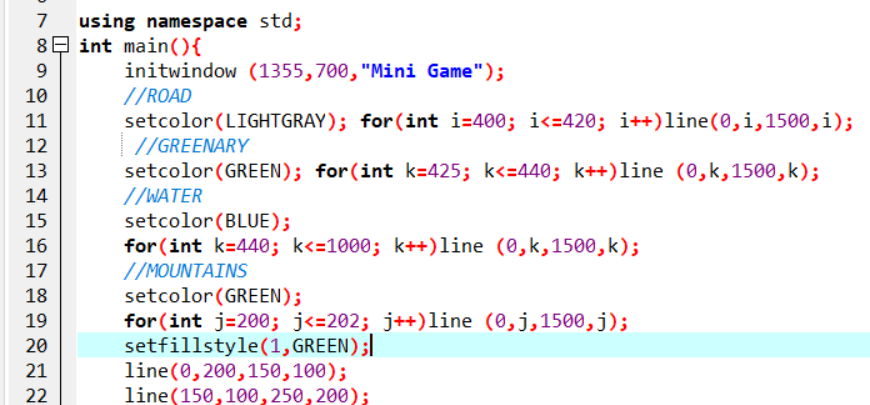 7 using namespace std;
8 int main(){
9 initwindow (1355,700,"Mini Game");
10 //ROAD
11 setcolor(LIGHTGRAY); for(int i=400; i<=420; i++)line(0,i,1500,i);
12 //GREENARY
13 setcolor(GREEN); for(int k=425; k<=440; k++)line (0,k,1500,k);
14 //WATER
15 setcolor(BLUE);
16 for(int k=440; k<=1000; k++)line (0,k,1500,k);
17 //MOUNTAINS
18 setcolor(GREEN);
19 for(int j=200; j<=202; j++)line (0,j,1500,j);
20 setfillstyle(1,GREEN);
21 line(0,200,150,100);
22 line(150,100,250,200);